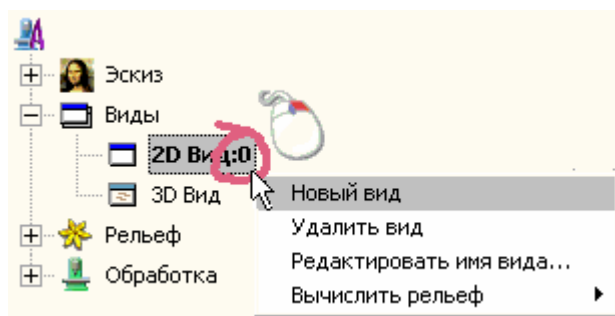 Эскиз
Виды
2D Вид:0
3D Вид
Рельеф
Обработка
Новый вид
Удалить вид
Редактировать имя вида...
Вычислить рельеф